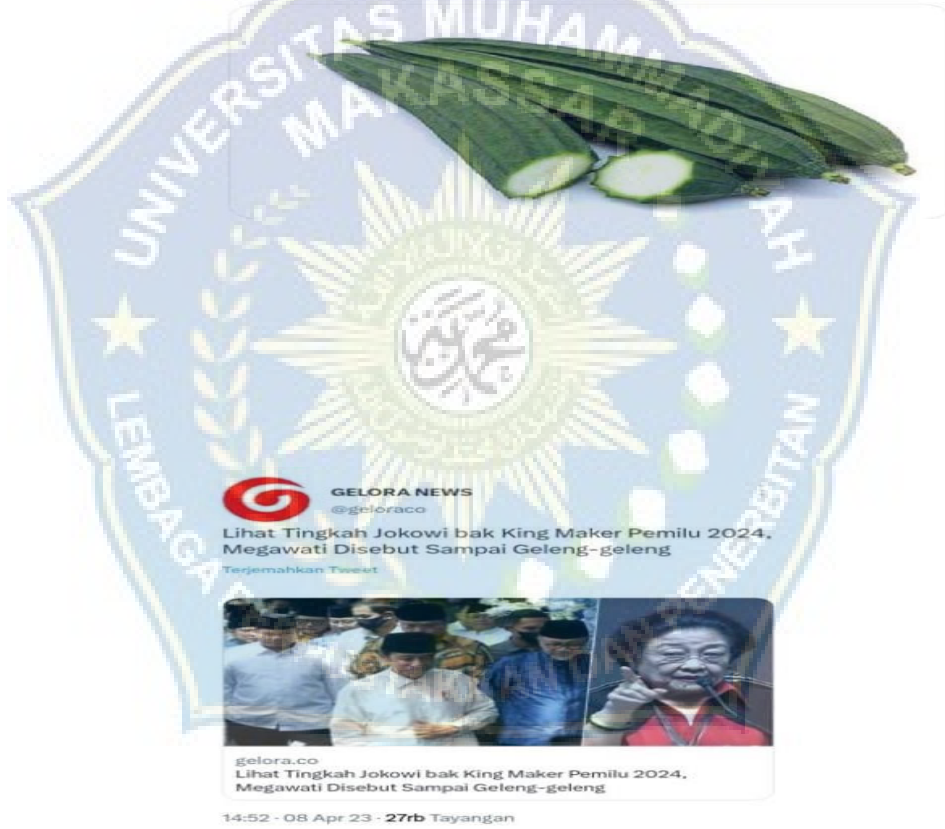 UNIVERSITAS MUHAMMADIYAH
MAKASSAR
GELORA NEWS
@geloraco
Lihat Tingkah Jokowi bak King Maker Pemilu 2024,
Megawati Disebut Sampai Geleng-geleng
Terjemahkan Tweet
LEMBAGA
DAN PENERBITAN
gelora.co
Lihat Tingkah Jokowi bak King Maker Pemilu 2024,
Megawati Disebut Sampai Geleng-geleng
14:52 · 08 Apr 23 · 27rb Tayangan